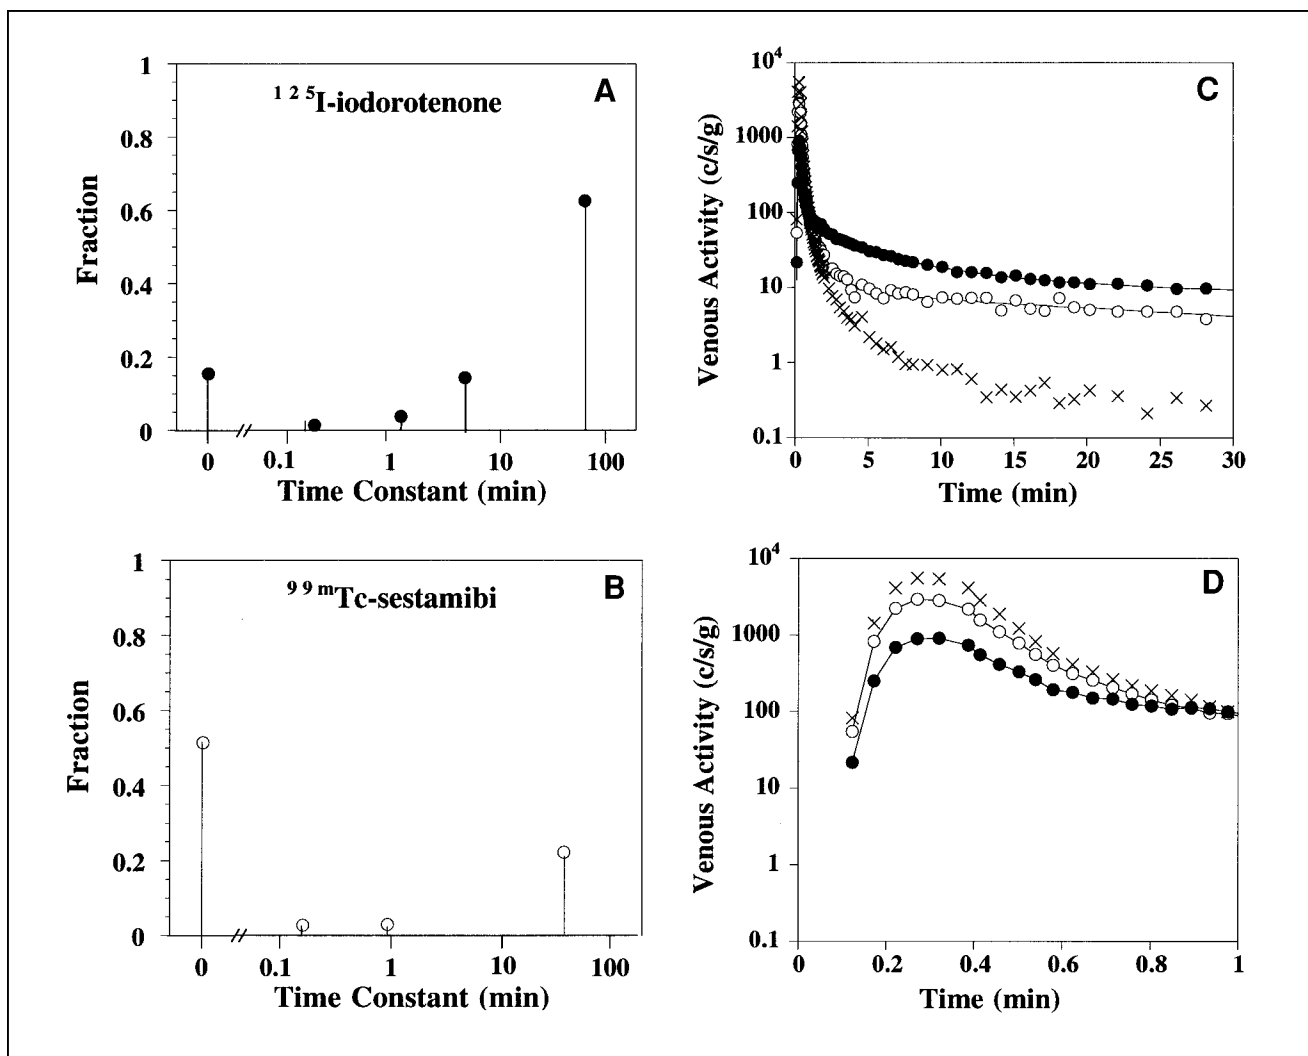 A
¹²⁵I-iodorotenone
1
0.8
0.6
0.4
0.2
0
Fraction
0 0.1 1 10 100
Time Constant (min)
C
10⁴
1000
100
10
1
0.1
Venous Activity (c/s/g)
0 5 10 15 20 25 30
Time (min)
B
⁹⁹ᵐTc-sestamibi
1
0.8
0.6
0.4
0.2
0
Fraction
0 0.1 1 10 100
Time Constant (min)
D
10⁴
1000
100
10
1
0.1
Venous Activity (c/s/g)
0 0.2 0.4 0.6 0.8 1
Time (min)